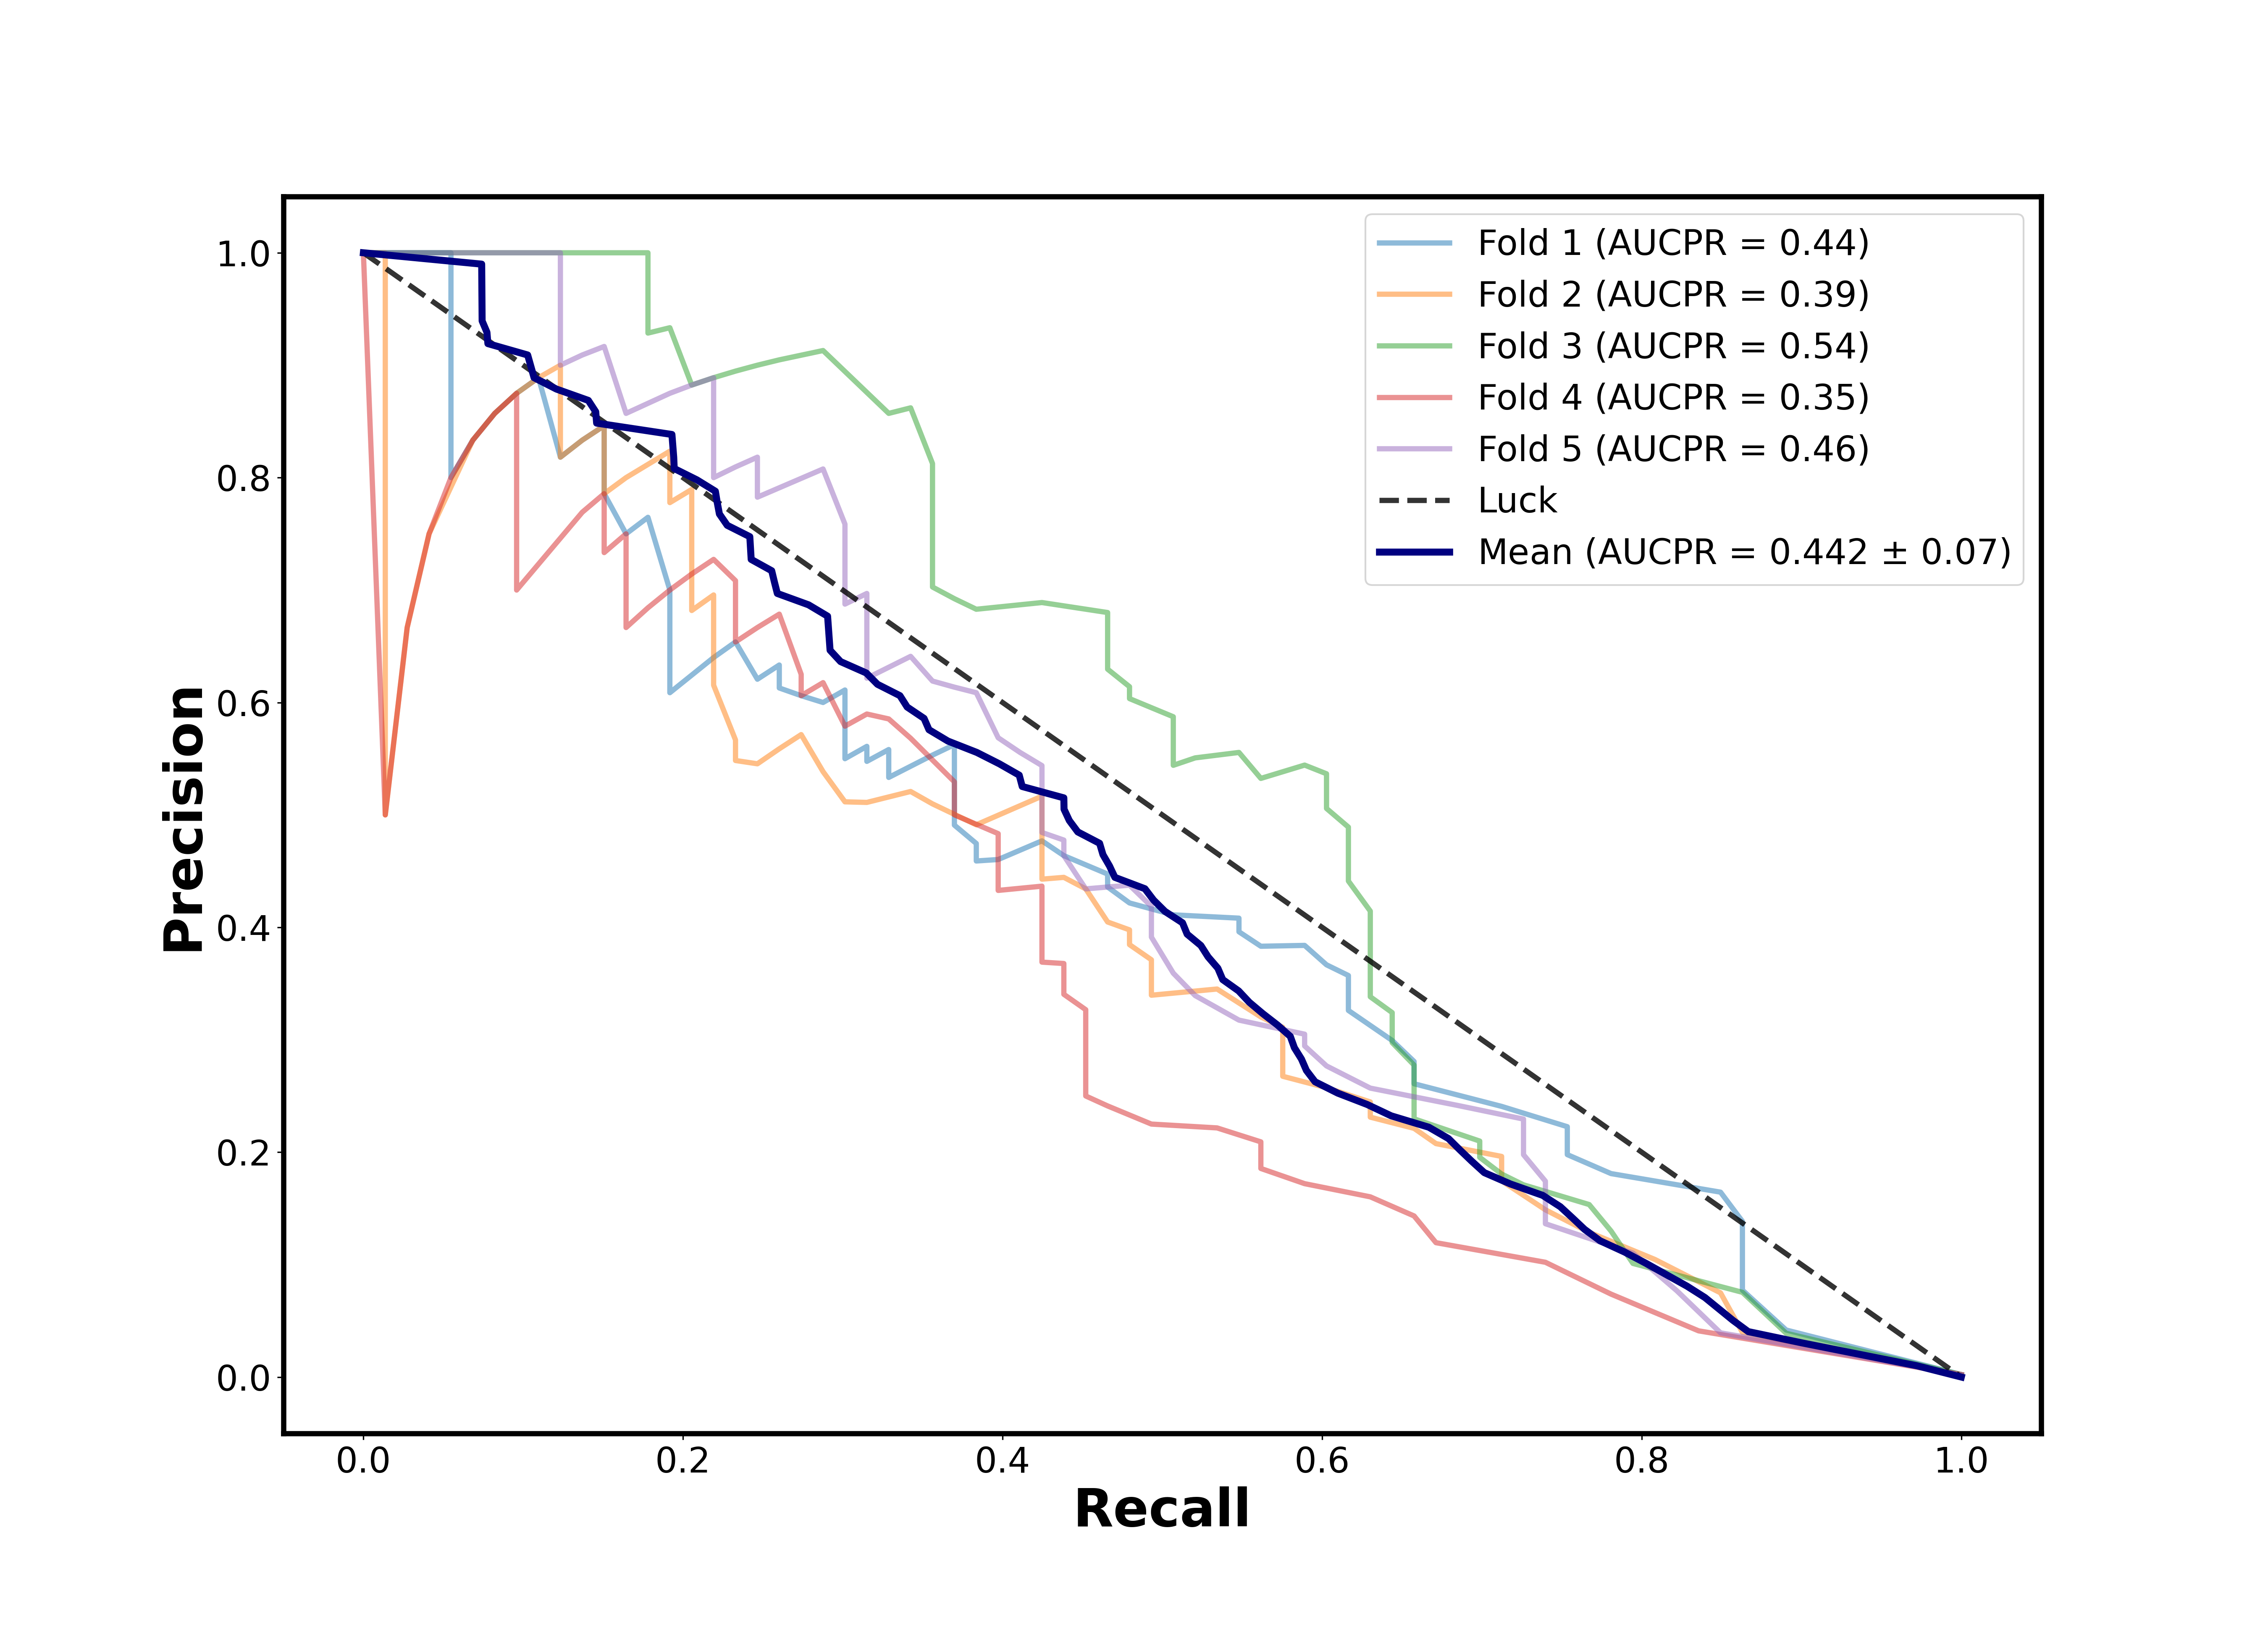 Fold 1 (AUCPR = 0.44)
Fold 2 (AUCPR = 0.39)
Fold 3 (AUCPR = 0.54)
Fold 4 (AUCPR = 0.35)
Fold 5 (AUCPR = 0.46)
Luck
Mean (AUCPR = 0.442 ± 0.07)
Precision
1.0
0.8
0.6
0.4
0.2
0.0
0.0 0.2 0.4 0.6 0.8 1.0
Recall